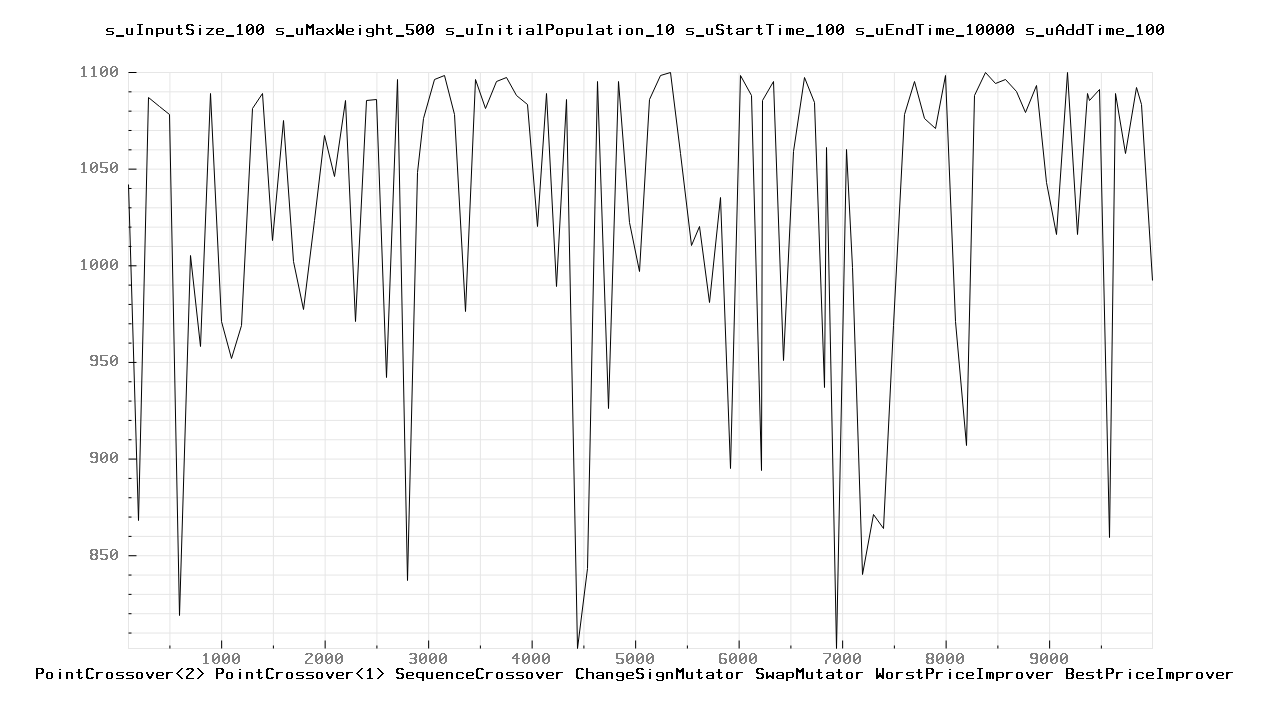 s_uInputSize_100 s_uMaxWeight_500 s_uInitialPopulation_10 s_uStartTime_100 s_uEndTime_10000 s_uAddTime_100
1100
1050
1000
950
900
850
1000 2000 3000 4000 5000 6000 7000 8000 9000
PointCrossover<2> PointCrossover<1> SequenceCrossover ChangeSignMutator SwapMutator WorstPriceImprover BestPriceImprover